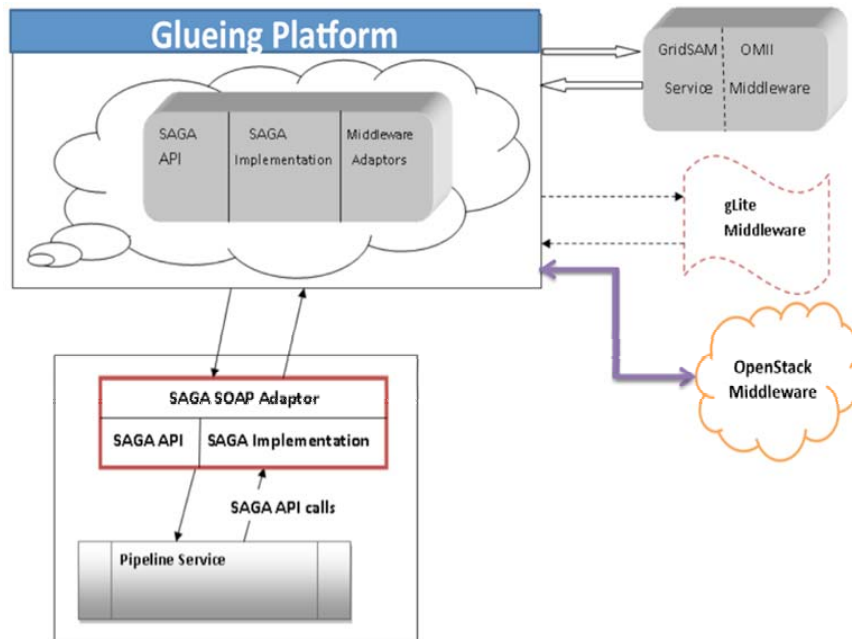 Glueing Platform
SAGA
API
SAGA
Implementation
Middleware
Adaptors
GridSAM
Service
OMII
Middleware
gLite
Middleware
OpenStack
Middleware
SAGA SOAP Adaptor
SAGA API
SAGA Implementation
SAGA API calls
Pipeline Service